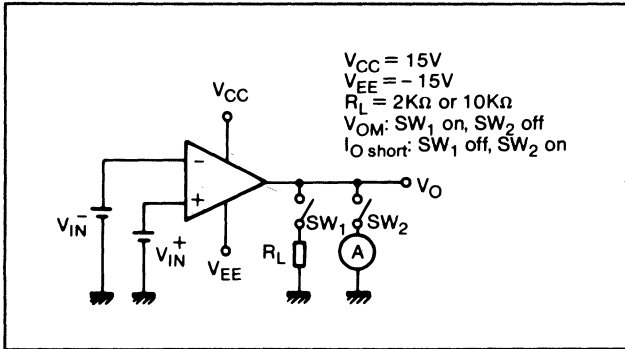 V_CC = 15V
V_EE = – 15V
R_L = 2KΩ or 10KΩ
V_OM: SW_1 on, SW_2 off
I_O short: SW_1 off, SW_2 on
V_CC
−
+
V_O
V_IN^-
V_IN^+
V_EE
SW_1
SW_2
R_L
A